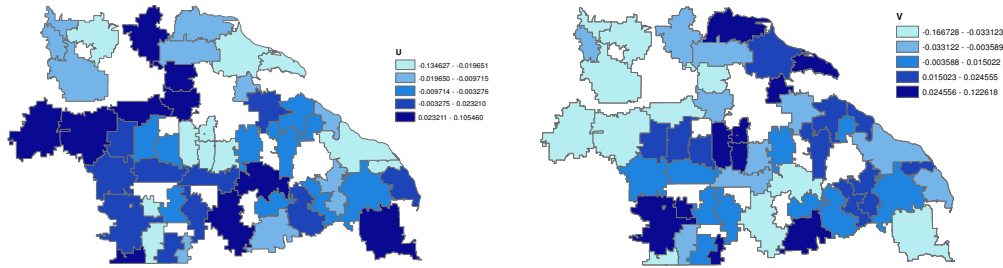 U
-0.134627 - -0.019651
-0.019650 - -0.009715
-0.009714 - -0.003276
-0.003275 - 0.023210
0.023211 - 0.105460
V
-0.166728 - -0.033123
-0.033122 - -0.003589
-0.003588 - 0.015022
0.015023 - 0.024555
0.024556 - 0.122618